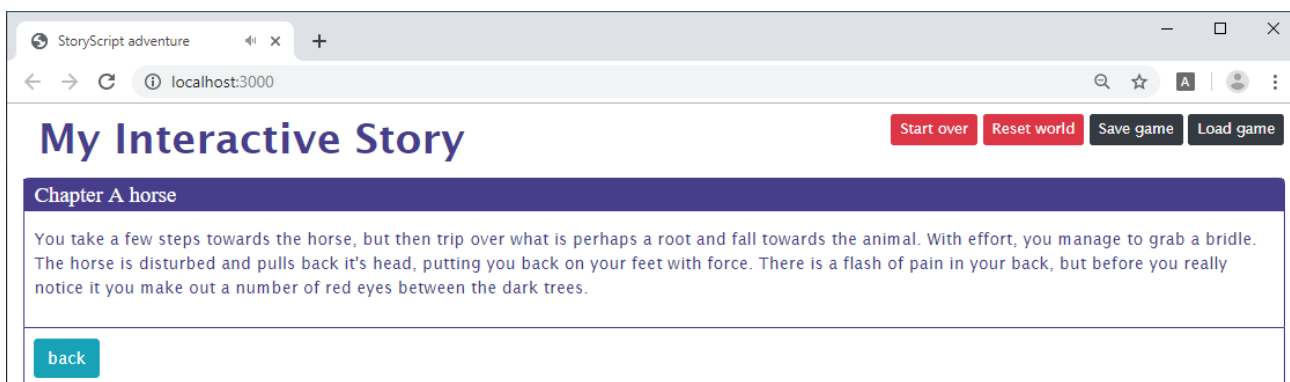 StoryScript adventure
localhost:3000
A
My Interactive Story
Start over Reset world Save game Load game
Chapter A horse
You take a few steps towards the horse, but then trip over what is perhaps a root and fall towards the animal. With effort, you manage to grab a bridle.
The horse is disturbed and pulls back it's head, putting you back on your feet with force. There is a flash of pain in your back, but before you really
notice it you make out a number of red eyes between the dark trees.
back